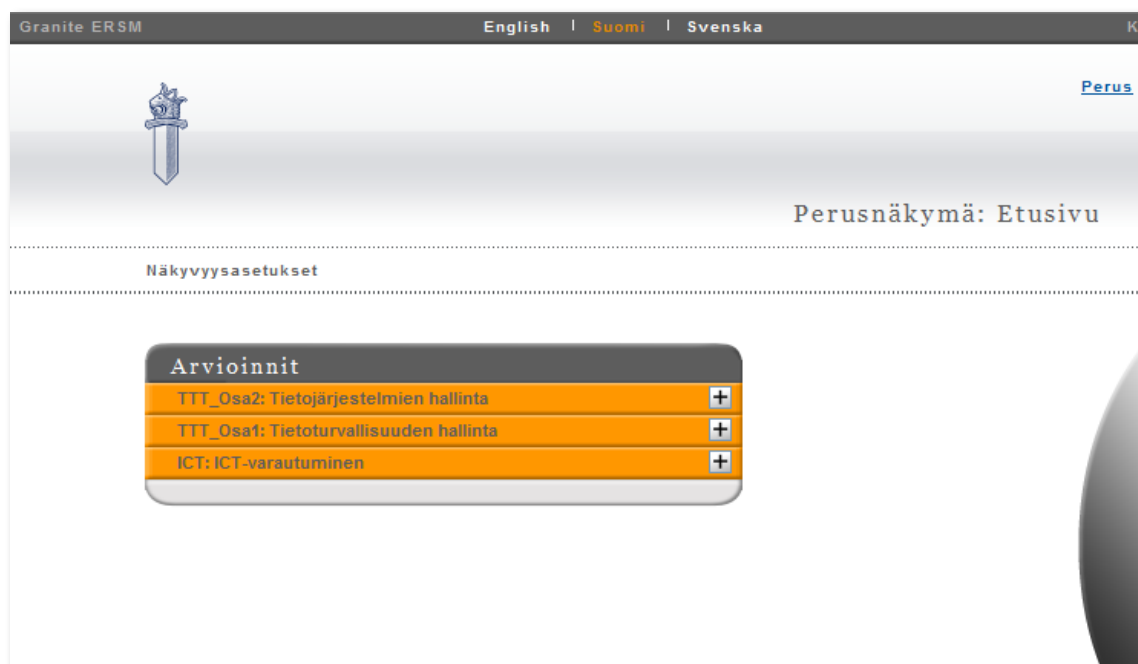 Granite ERSM English | Suomi | Svenska
Perus
Perusnäkymä: Etusivu
Näkyvyysasetukset
Arvioinnit
TTT_Osa2: Tietojärjestelmien hallinta
TTT_Osa1: Tietoturvallisuuden hallinta
ICT: ICT-varautuminen